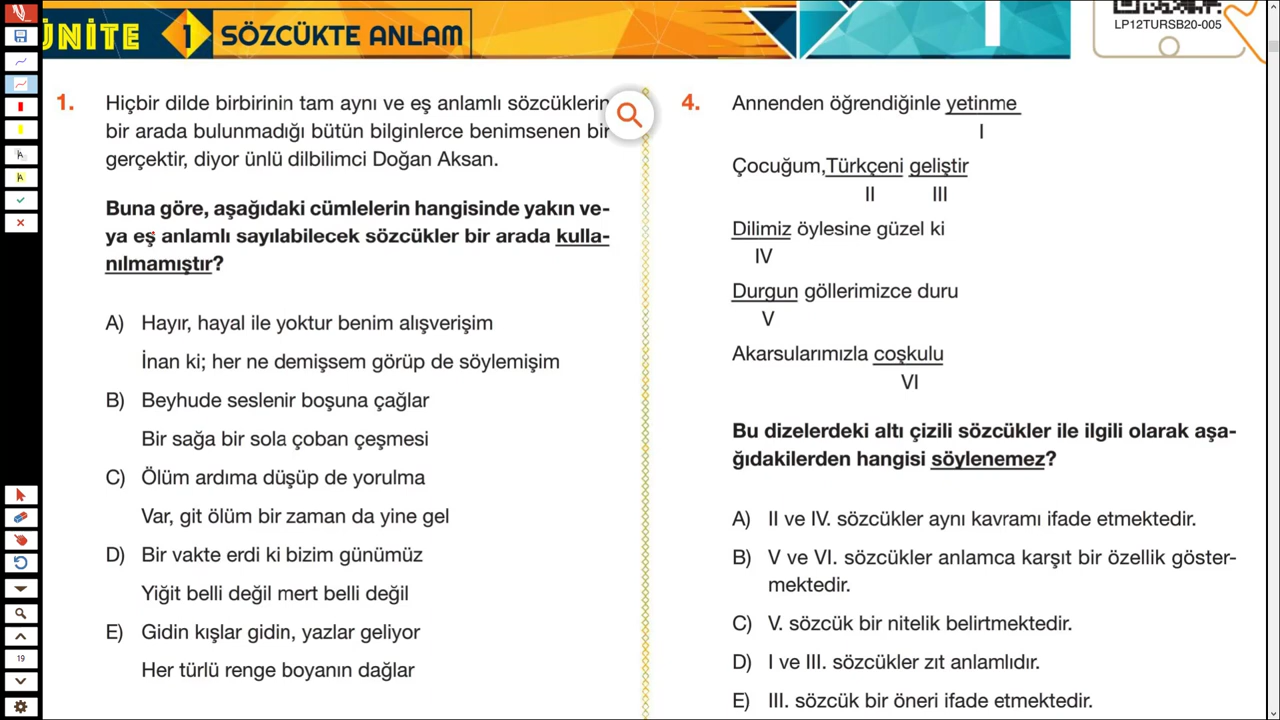 ÜNİTE 1 SÖZCÜKTE ANLAM
LP12TURSB20-005
1. Hiçbir dilde birbirinin tam aynı ve eş anlamlı sözcüklerin
bir arada bulunmadığı bütün bilginlerce benimsenen bir
gerçektir, diyor ünlü dilbilimci Doğan Aksan.
Buna göre, aşağıdaki cümlelerin hangisinde yakın ve-
ya eş anlamlı sayılabilecek sözcükler bir arada kulla-
nılmamıştır?
A) Hayır, hayal ile yoktur benim alışverişim
İnan ki; her ne demişsem görüp de söylemişim
B) Beyhude seslenir boşuna çağlar
Bir sağa bir sola çoban çeşmesi
C) Ölüm ardıma düşüp de yorulma
Var, git ölüm bir zaman da yine gel
D) Bir vakte erdi ki bizim günümüz
Yiğit belli değil mert belli değil
E) Gidin kışlar gidin, yazlar geliyor
Her türlü renge boyanın dağlar
4. Annenden öğrendiğinle yetinme
I
Çocuğum,Türkçeni geliştir
II III
Dilimiz öylesine güzel ki
IV
Durgun göllerimizce duru
V
Akarsularımızla coşkulu
VI
Bu dizelerdeki altı çizili sözcükler ile ilgili olarak aşa-
ğıdakilerden hangisi söylenemez?
A) II ve IV. sözcükler aynı kavramı ifade etmektedir.
B) V ve VI. sözcükler anlamca karşıt bir özellik göster-
mektedir.
C) V. sözcük bir nitelik belirtmektedir.
D) I ve III. sözcükler zıt anlamlıdır.
E) III. sözcük bir öneri ifade etmektedir.
19